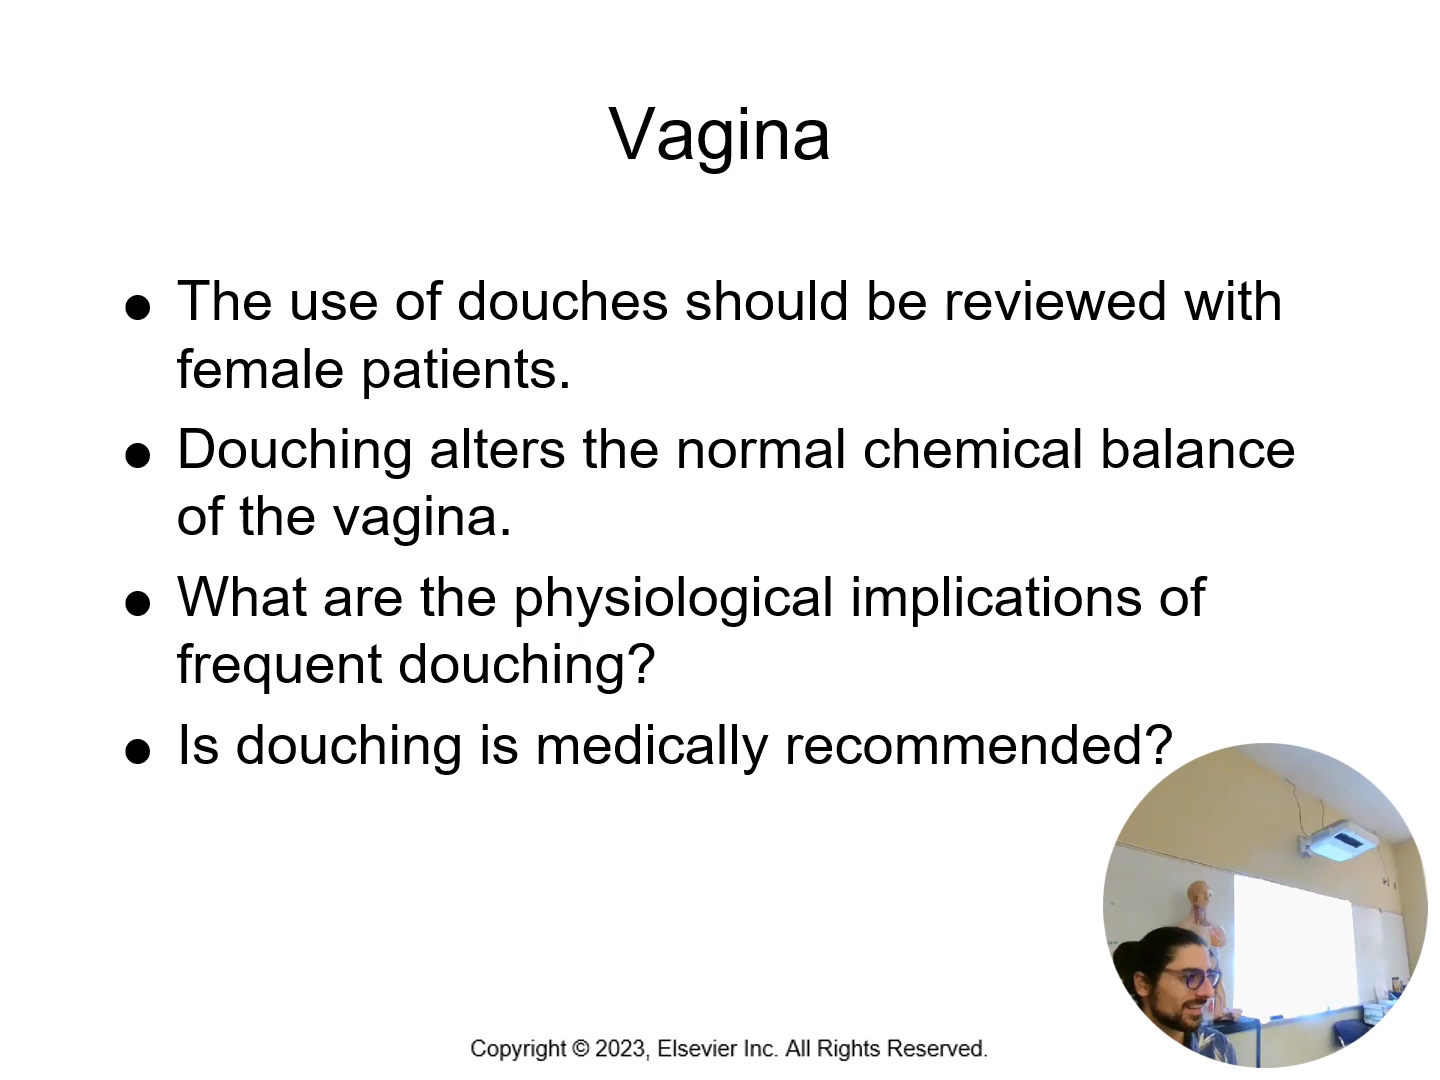 Vagina
● The use of douches should be reviewed with
female patients.
● Douching alters the normal chemical balance
of the vagina.
● What are the physiological implications of
frequent douching?
● Is douching is medically recommended?
Copyright © 2023, Elsevier Inc. All Rights Reserved.